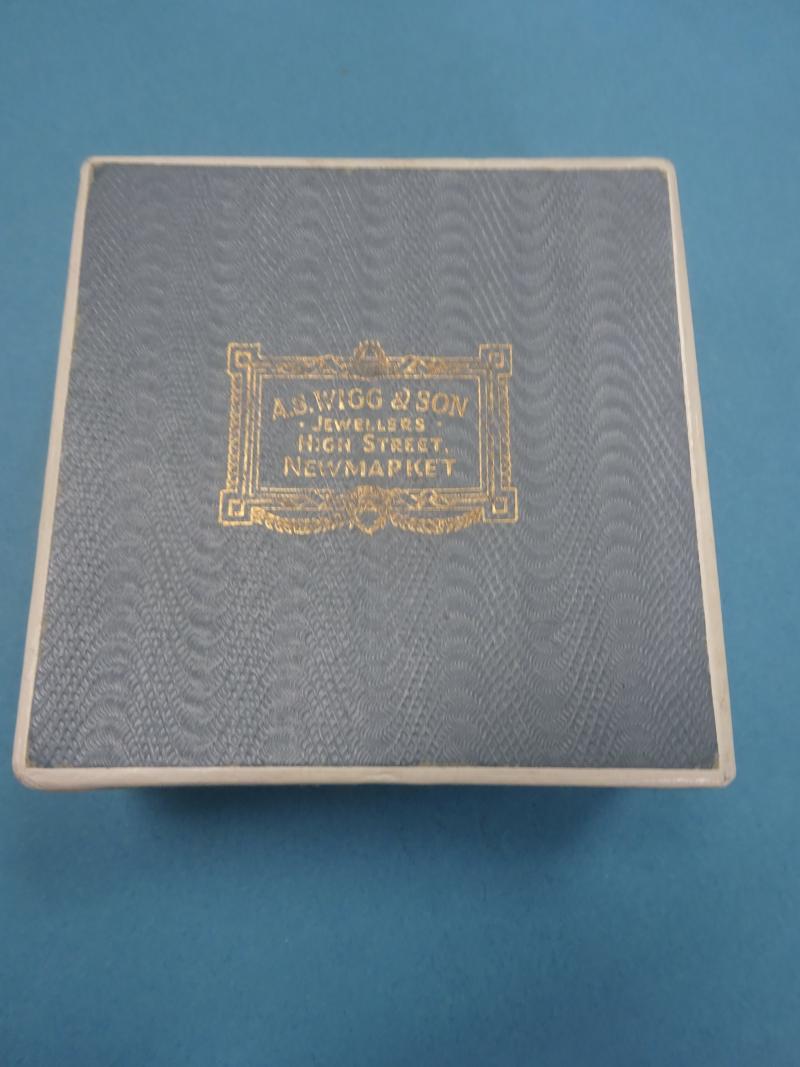 A.S. WIGG & SON
· JEWELLERS ·
HIGH STREET,
NEWMARKET